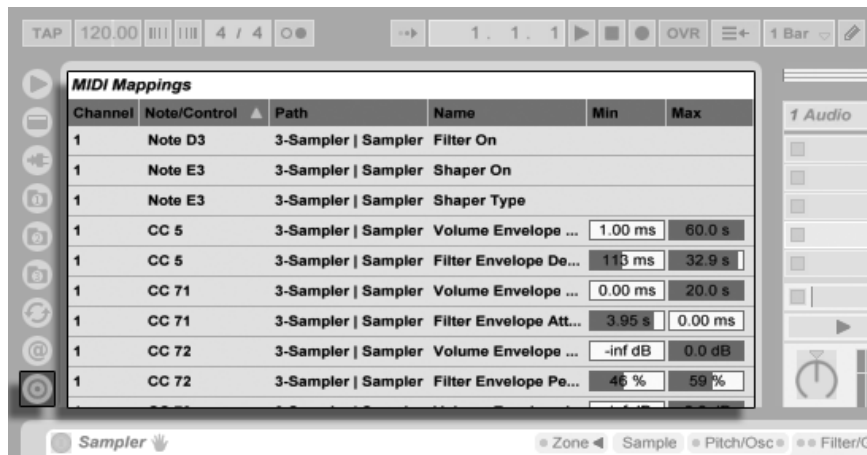 TAP 120.00 4 / 4 1. 1. 1 OVR 1 Bar
MIDI Mappings
Channel Note/Control Path Name Min Max
1 Note D3 3-Sampler | Sampler Filter On
1 Note E3 3-Sampler | Sampler Shaper On
1 Note E3 3-Sampler | Sampler Shaper Type
1 CC 5 3-Sampler | Sampler Volume Envelope ... 1.00 ms 60.0 s
1 CC 5 3-Sampler | Sampler Filter Envelope De... 113 ms 32.9 s
1 CC 71 3-Sampler | Sampler Volume Envelope ... 0.00 ms 20.0 s
1 CC 71 3-Sampler | Sampler Filter Envelope Att... 3.95 s 0.00 ms
1 CC 72 3-Sampler | Sampler Volume Envelope ... -inf dB 0.0 dB
1 CC 72 3-Sampler | Sampler Filter Envelope Pe... 46 % 59 %
1 Audio
Sampler Zone Sample Pitch/Osc Filter/